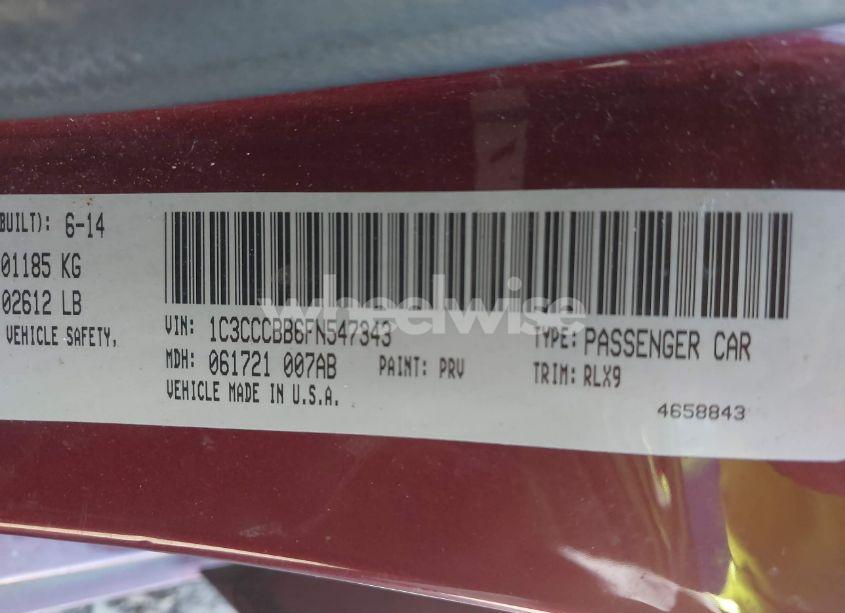 BUILT): 6-14
01185 KG
02612 LB
VEHICLE SAFETY,
VIN: 1C3CCCBB6FN547343
TYPE: PASSENGER CAR
MDH: 061721 007AB
PAINT: PRV
TRIM: RLX9
VEHICLE MADE IN U.S.A.
4658843
wheelwise